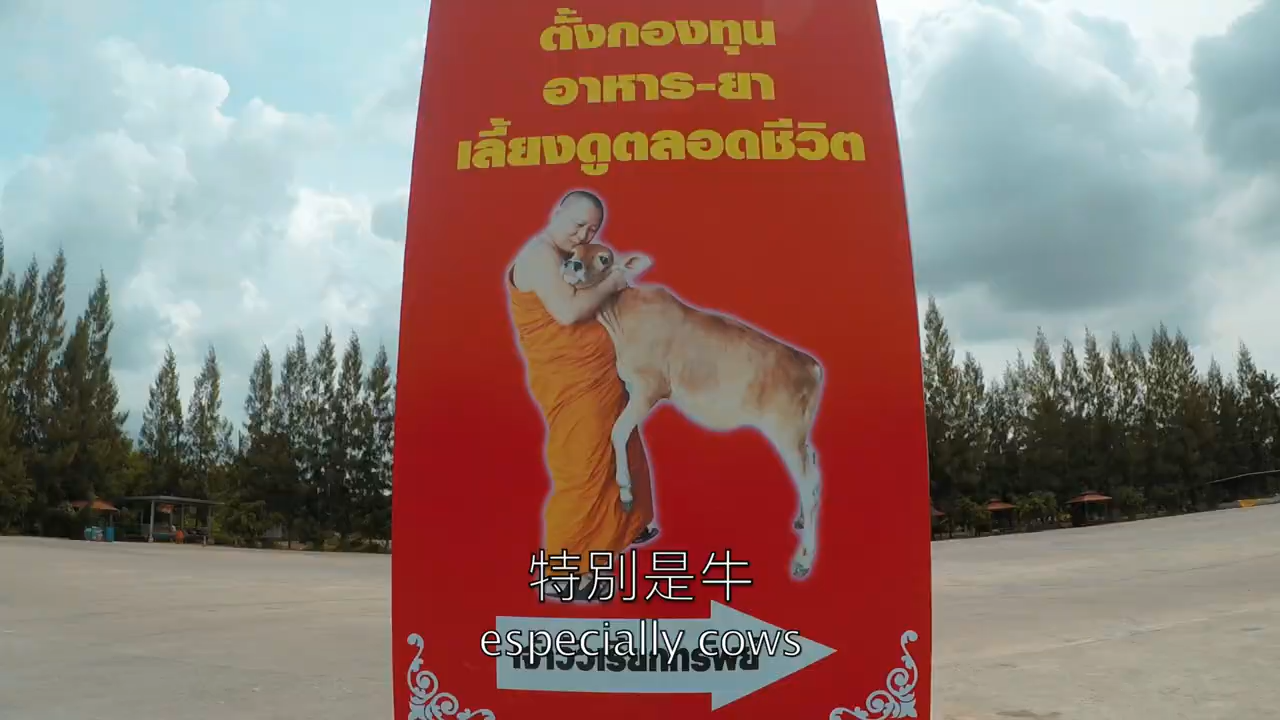 ตั้งกองทุน
อาหาร-ยา
เลี้ยงดูตลอดชีวิต
特別是牛
especially cows